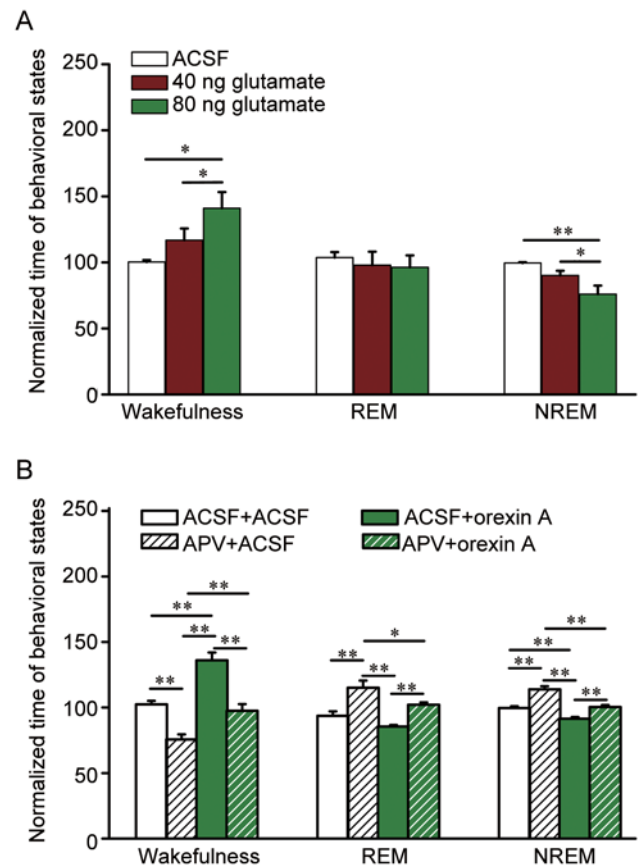 A
Normalized time of behavioral states
250
200
150
100
50
0
ACSF
40 ng glutamate
80 ng glutamate
*
*
**
*
Wakefulness REM NREM
B
Normalized time of behavioral states
250
200
150
100
50
0
ACSF+ACSF ACSF+orexin A
APV+ACSF APV+orexin A
**
** ** **
**
*
**
**
**
**
**
** **
**
Wakefulness REM NREM